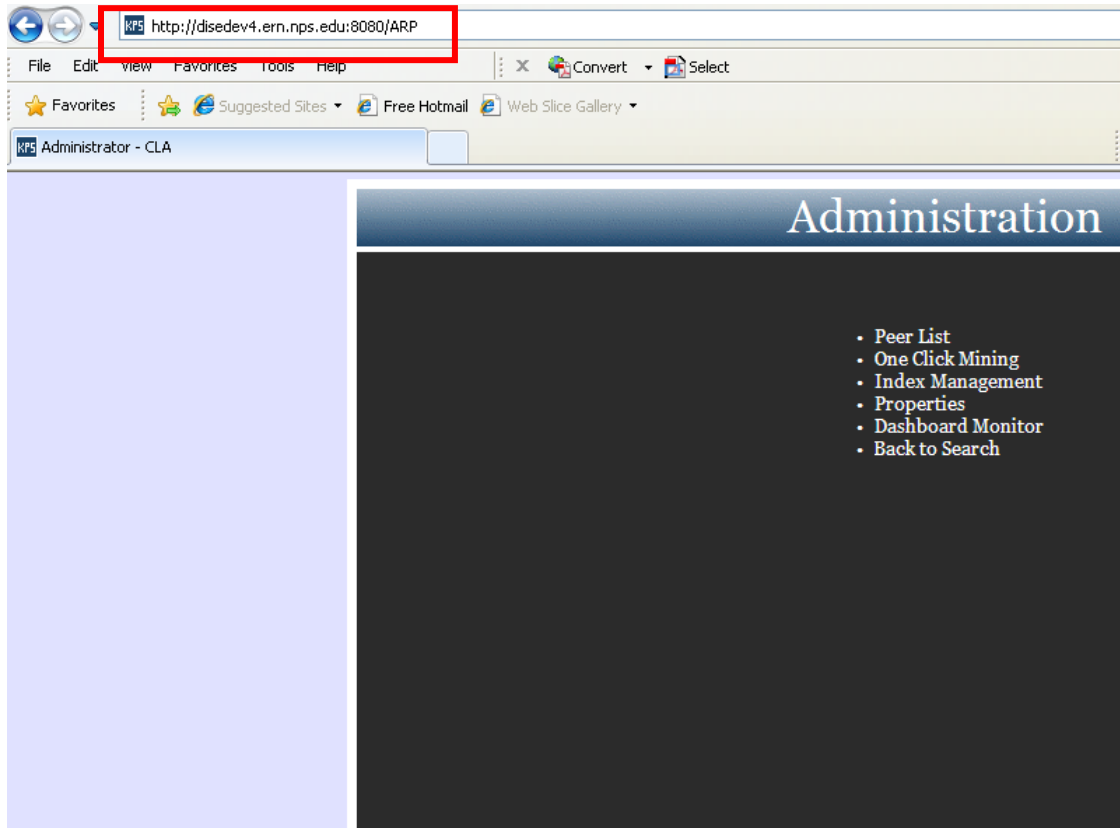 KPS http://disedev4.ern.nps.edu:8080/ARP
File Edit View Favorites Tools Help X Convert Select
Favorites Suggested Sites Free Hotmail Web Slice Gallery
KPS Administrator - CLA
Administration
• Peer List
• One Click Mining
• Index Management
• Properties
• Dashboard Monitor
• Back to Search